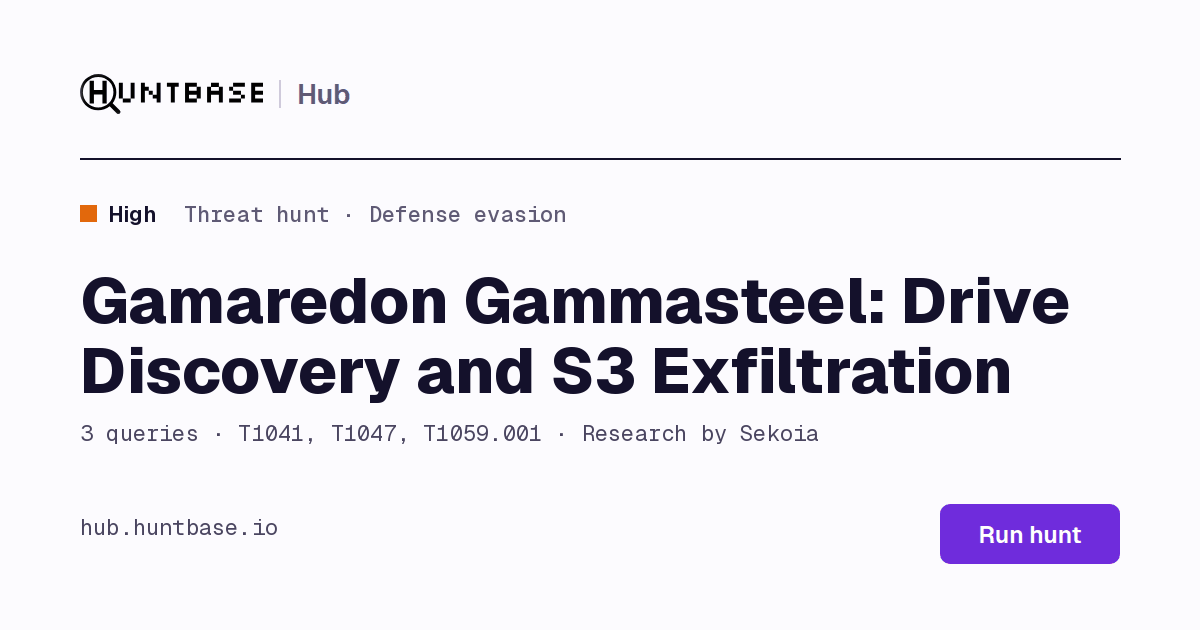 HUNTBASE Hub
High Threat hunt · Defense evasion
Gamaredon Gammasteel: Drive
Discovery and S3 Exfiltration
3 queries · T1041, T1047, T1059.001 · Research by Sekoia
hub.huntbase.io
Run hunt